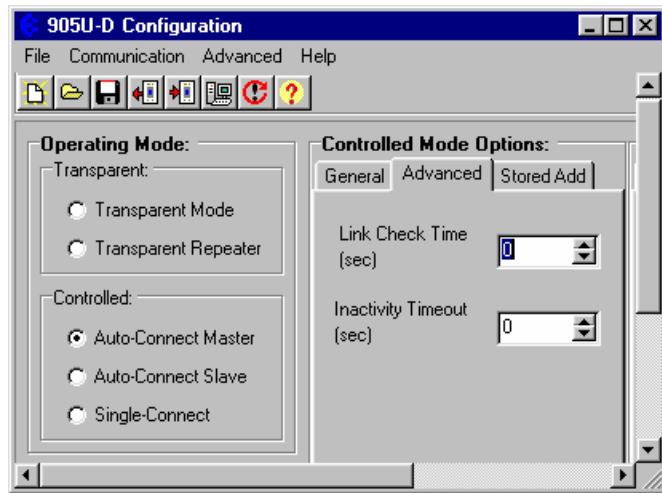 905U-D Configuration
File Communication Advanced Help
Operating Mode:
Transparent:
Transparent Mode
Transparent Repeater
Controlled:
Auto-Connect Master
Auto-Connect Slave
Single-Connect
Controlled Mode Options:
General Advanced Stored Add
Link Check Time
(sec)
0
Inactivity Timeout
(sec)
0